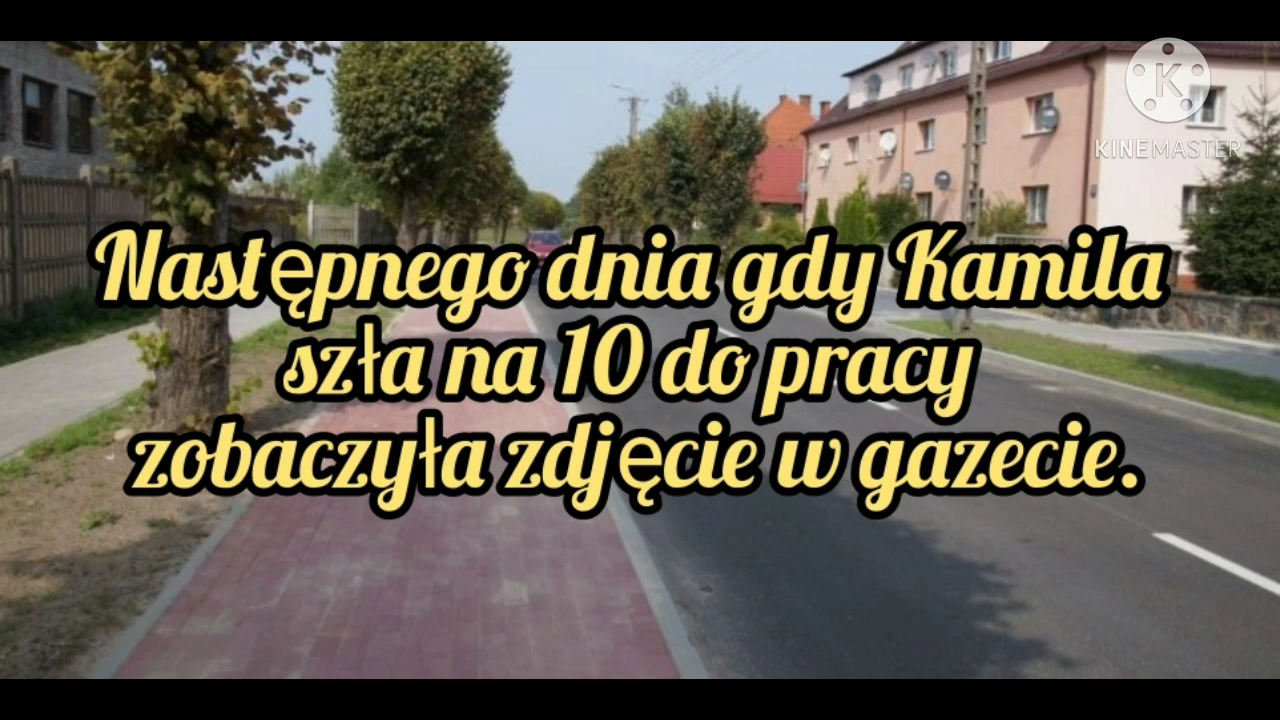 KINEMASTER
Następnego dnia gdy Kamila
szła na 10 do pracy
zobaczyła zdjęcie w gazecie.